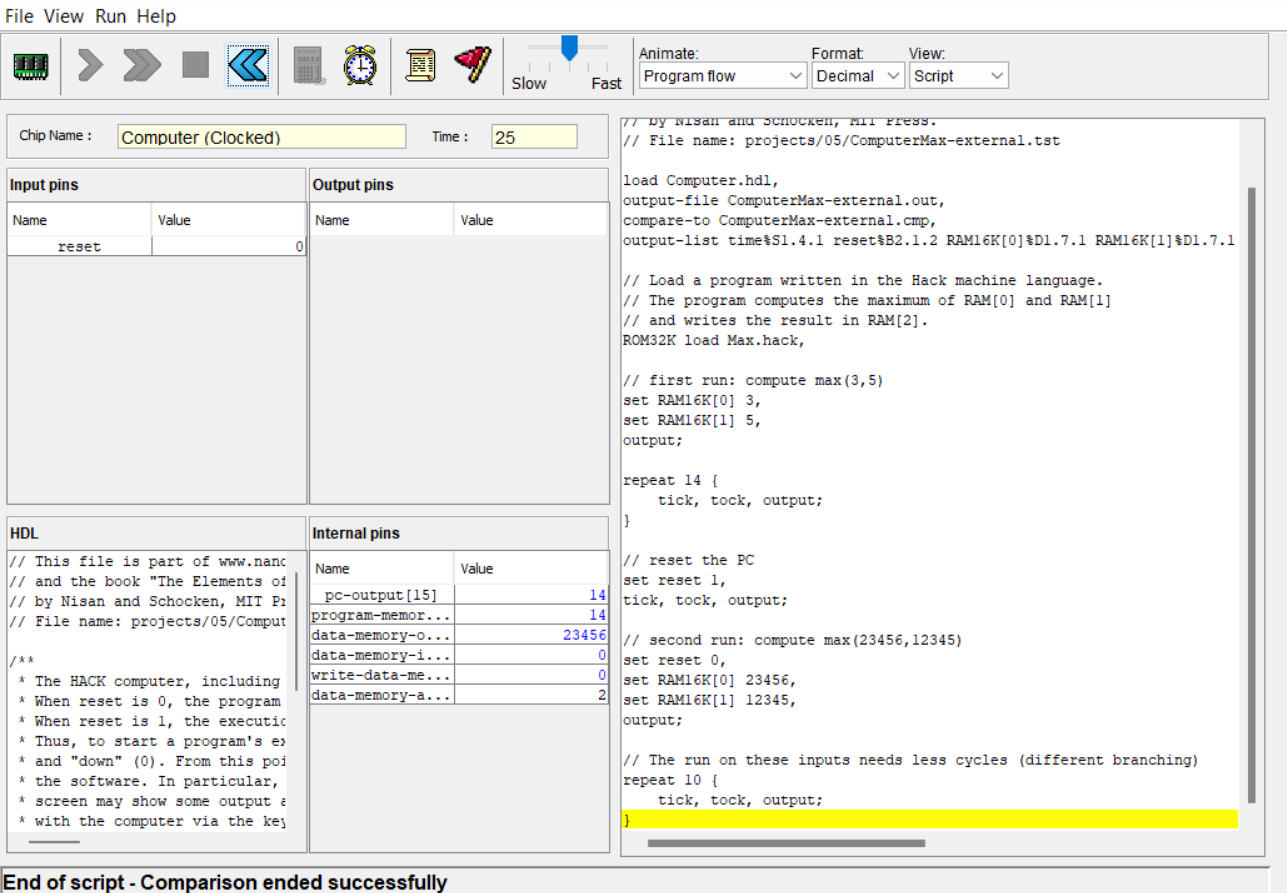 File View Run Help
Slow Fast
Animate: Format: View:
Program flow Decimal Script
Chip Name : Computer (Clocked) Time : 25
Input pins
Name Value
reset 0
Output pins
Name Value
HDL
// This file is part of www.nand
// and the book "The Elements of
// by Nisan and Schocken, MIT Pr
// File name: projects/05/Comput
/**
* The HACK computer, including
* When reset is 0, the program
* When reset is 1, the executio
* Thus, to start a program's ex
* and "down" (0). From this poi
* the software. In particular,
* screen may show some output a
* with the computer via the key
Internal pins
Name Value
pc-output[15] 14
program-memor... 14
data-memory-o... 23456
data-memory-i... 0
write-data-me... 0
data-memory-a... 2
// by Nisan and Schocken, MIT Press.
// File name: projects/05/ComputerMax-external.tst
load Computer.hdl,
output-file ComputerMax-external.out,
compare-to ComputerMax-external.cmp,
output-list time%S1.4.1 reset%B2.1.2 RAM16K[0]%D1.7.1 RAM16K[1]%D1.7.1
// Load a program written in the Hack machine language.
// The program computes the maximum of RAM[0] and RAM[1]
// and writes the result in RAM[2].
ROM32K load Max.hack,
// first run: compute max(3,5)
set RAM16K[0] 3,
set RAM16K[1] 5,
output;
repeat 14 {
tick, tock, output;
}
// reset the PC
set reset 1,
tick, tock, output;
// second run: compute max(23456,12345)
set reset 0,
set RAM16K[0] 23456,
set RAM16K[1] 12345,
output;
// The run on these inputs needs less cycles (different branching)
repeat 10 {
tick, tock, output;
}
End of script - Comparison ended successfully